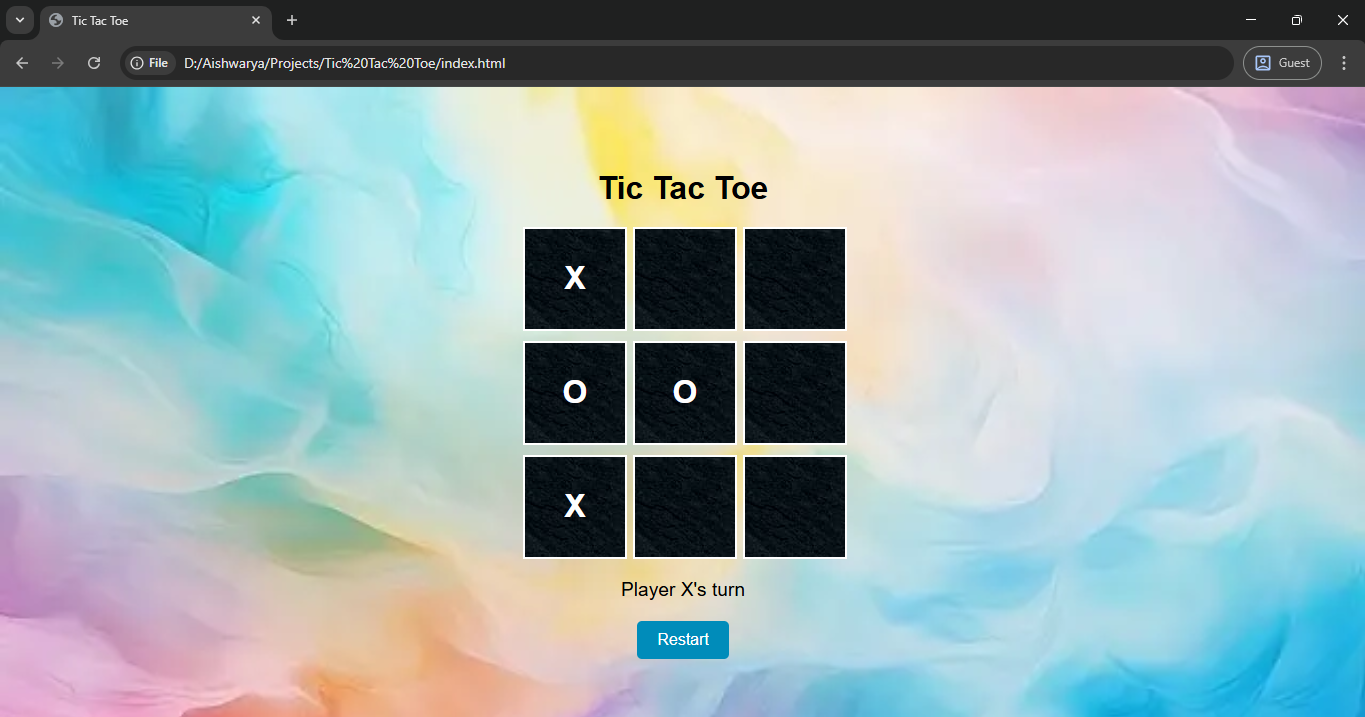 Tic Tac Toe
File D:/Aishwarya/Projects/Tic%20Tac%20Toe/index.html Guest
Tic Tac Toe
X
O O
X
Player X's turn
Restart